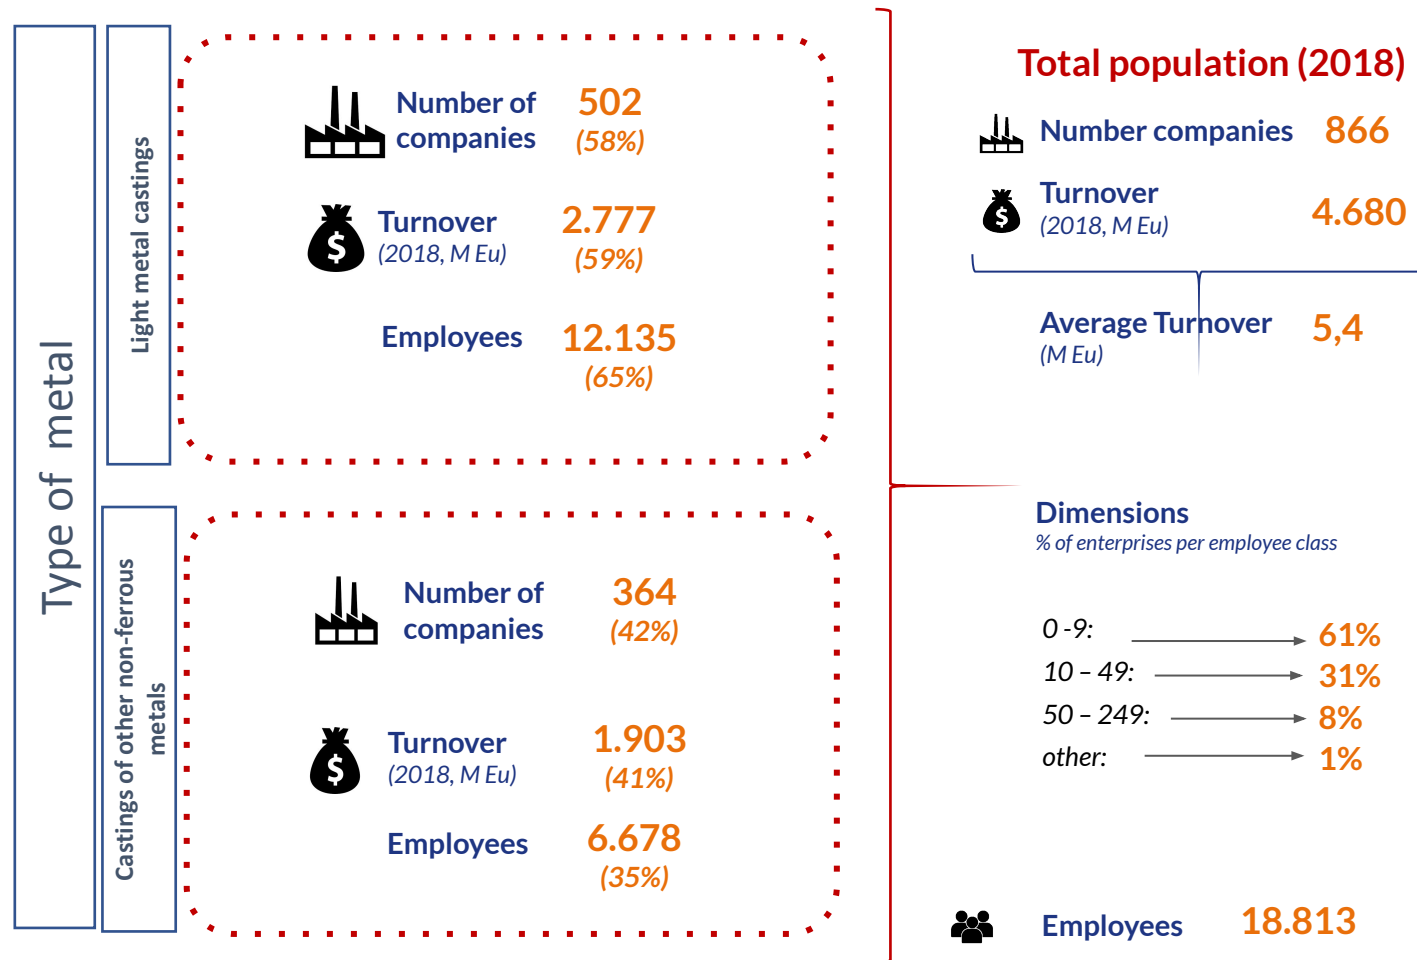 Type of metal
Light metal castings
Number of
companies
502
(58%)
Turnover
(2018, M Eu)
2.777
(59%)
Employees
12.135
(65%)
Castings of other non-ferrous
metals
Number of
companies
364
(42%)
Turnover
(2018, M Eu)
1.903
(41%)
Employees
6.678
(35%)
Total population (2018)
Number companies 866
Turnover
(2018, M Eu)
4.680
Average Turnover
(M Eu)
5,4
Dimensions
% of enterprises per employee class
0 -9: 61%
10 – 49: 31%
50 – 249: 8%
other: 1%
Employees 18.813